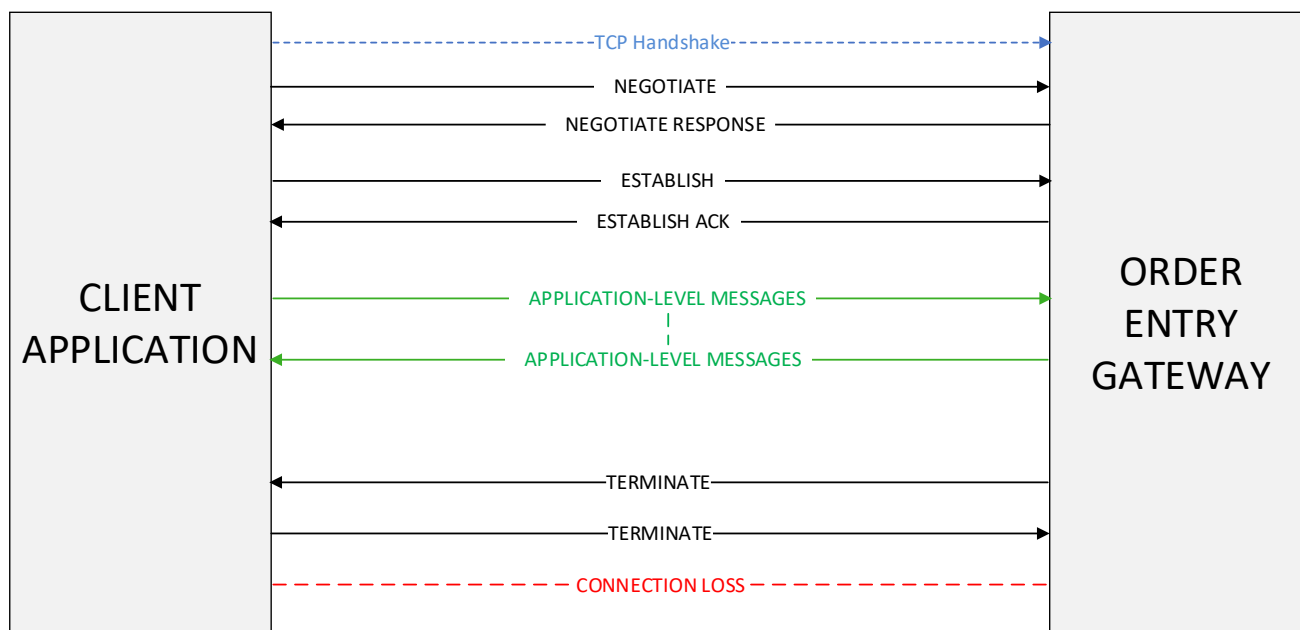 TCP Handshake
NEGOTIATE
NEGOTIATE RESPONSE
ESTABLISH
ESTABLISH ACK
CLIENT
APPLICATION
APPLICATION-LEVEL MESSAGES
APPLICATION-LEVEL MESSAGES
ORDER
ENTRY
GATEWAY
TERMINATE
TERMINATE
CONNECTION LOSS